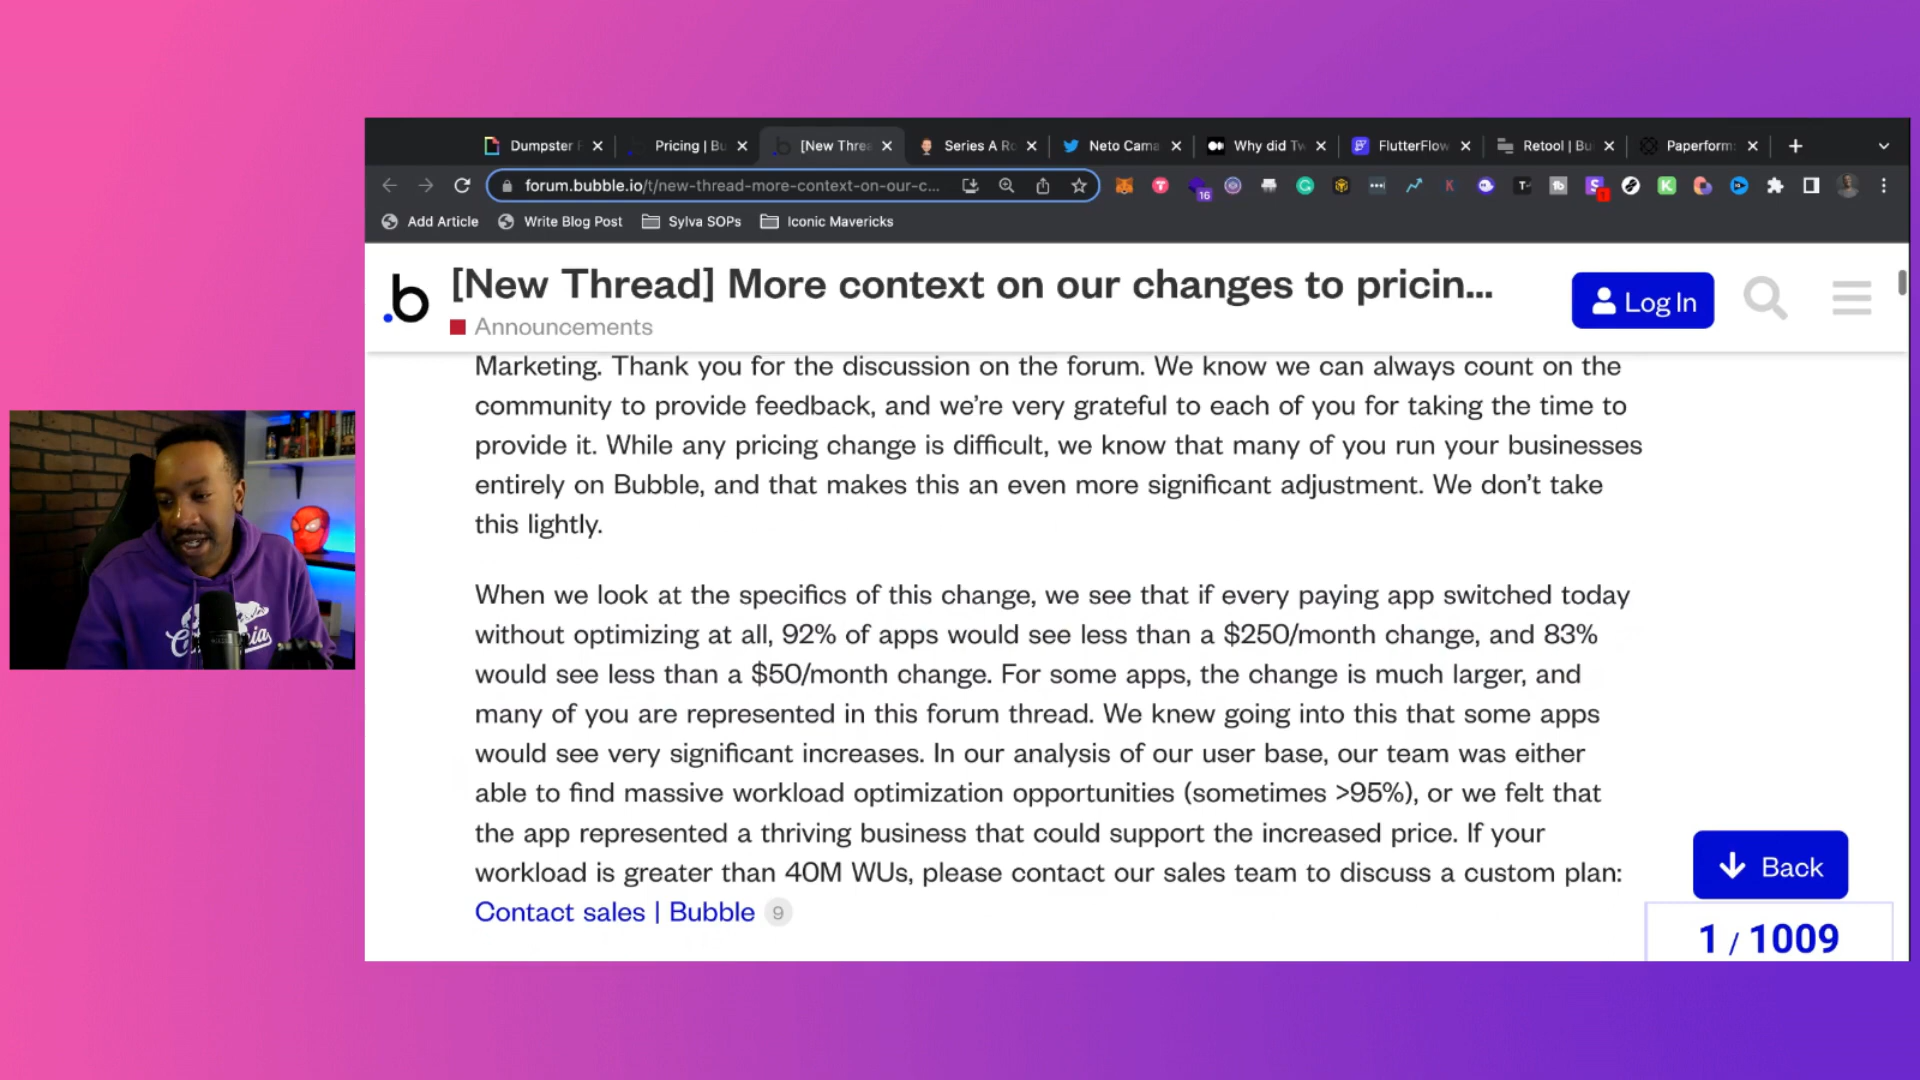 Dumpster F
Pricing | Bu
[New Threa
Series A Ro
Neto Cama
Why did Tw
FlutterFlow
Retool | Bu
Paperform:
forum.bubble.io/t/new-thread-more-context-on-our-c...
16
1
Add Article
Write Blog Post
Sylva SOPs
Iconic Mavericks
.b
[New Thread] More context on our changes to pricin...
Announcements
Log In
Marketing. Thank you for the discussion on the forum. We know we can always count on the
community to provide feedback, and we're very grateful to each of you for taking the time to
provide it. While any pricing change is difficult, we know that many of you run your businesses
entirely on Bubble, and that makes this an even more significant adjustment. We don't take
this lightly.
When we look at the specifics of this change, we see that if every paying app switched today
without optimizing at all, 92% of apps would see less than a $250/month change, and 83%
would see less than a $50/month change. For some apps, the change is much larger, and
many of you are represented in this forum thread. We knew going into this that some apps
would see very significant increases. In our analysis of our user base, our team was either
able to find massive workload optimization opportunities (sometimes >95%), or we felt that
the app represented a thriving business that could support the increased price. If your
workload is greater than 40M WUs, please contact our sales team to discuss a custom plan:
Contact sales | Bubble 9
Back
1 / 1009